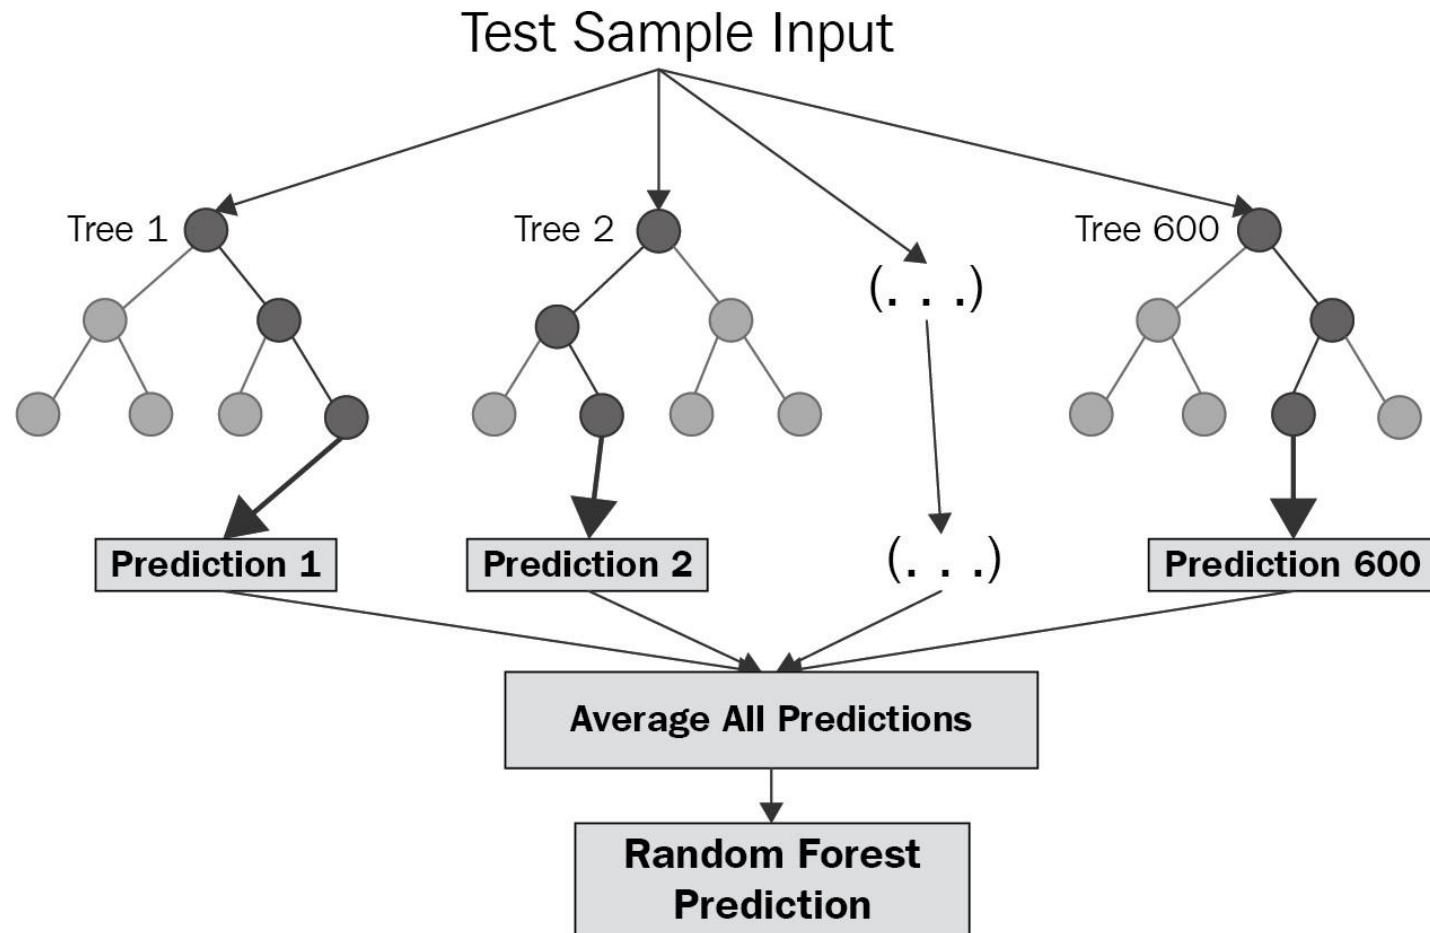 Test Sample Input
Tree 1
Tree 2
Tree 600
(. . .)
Prediction 1
Prediction 2
(. . .)
Prediction 600
Average All Predictions
Random Forest
Prediction